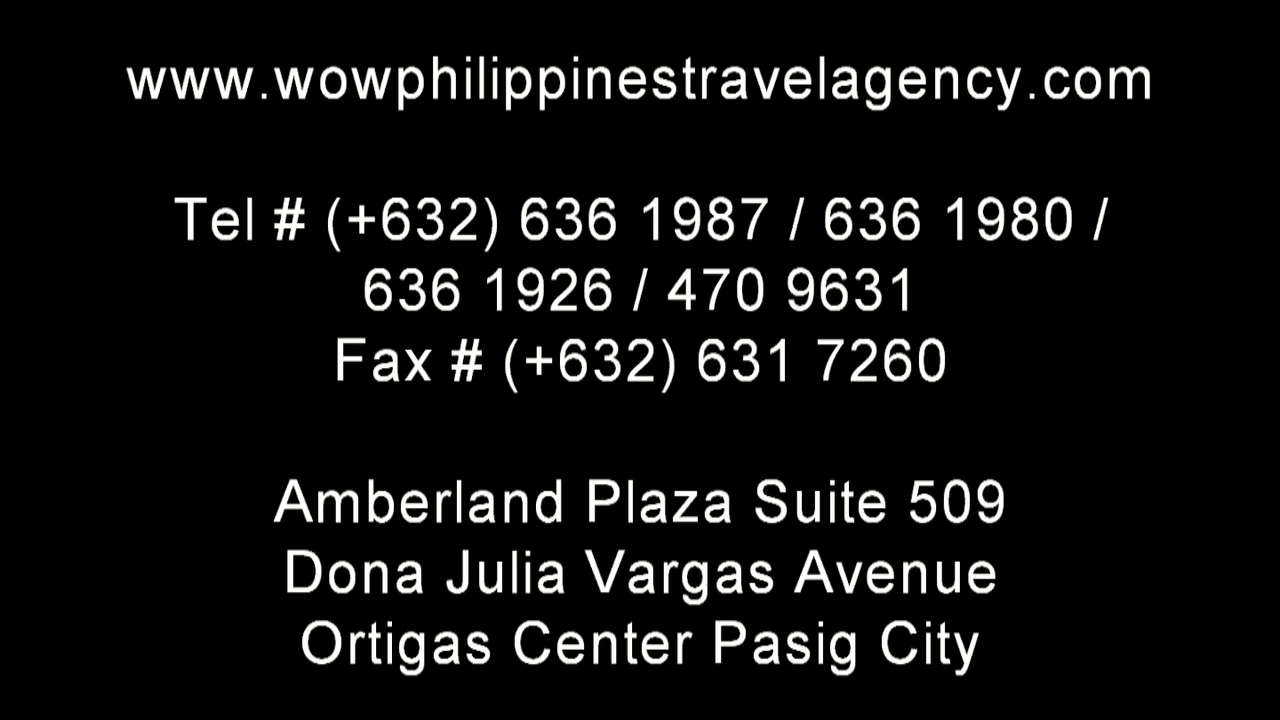 www.wowphilippinestravelagency.com
Tel # (+632) 636 1987 / 636 1980 /
636 1926 / 470 9631
Fax # (+632) 631 7260
Amberland Plaza Suite 509
Dona Julia Vargas Avenue
Ortigas Center Pasig City